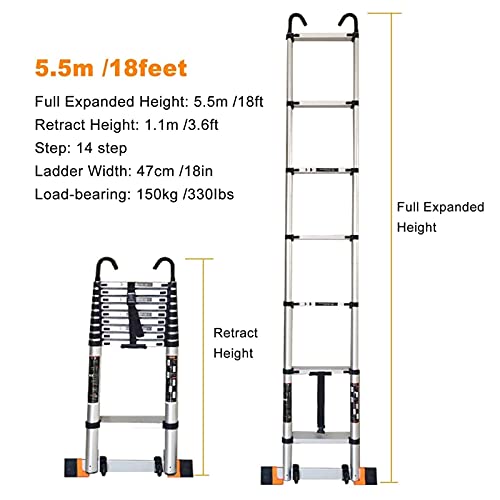 5.5m /18feet
Full Expanded Height: 5.5m /18ft
Retract Height: 1.1m /3.6ft
Step: 14 step
Ladder Width: 47cm /18in
Load-bearing: 150kg /330lbs
Full Expanded
Height
Retract
Height